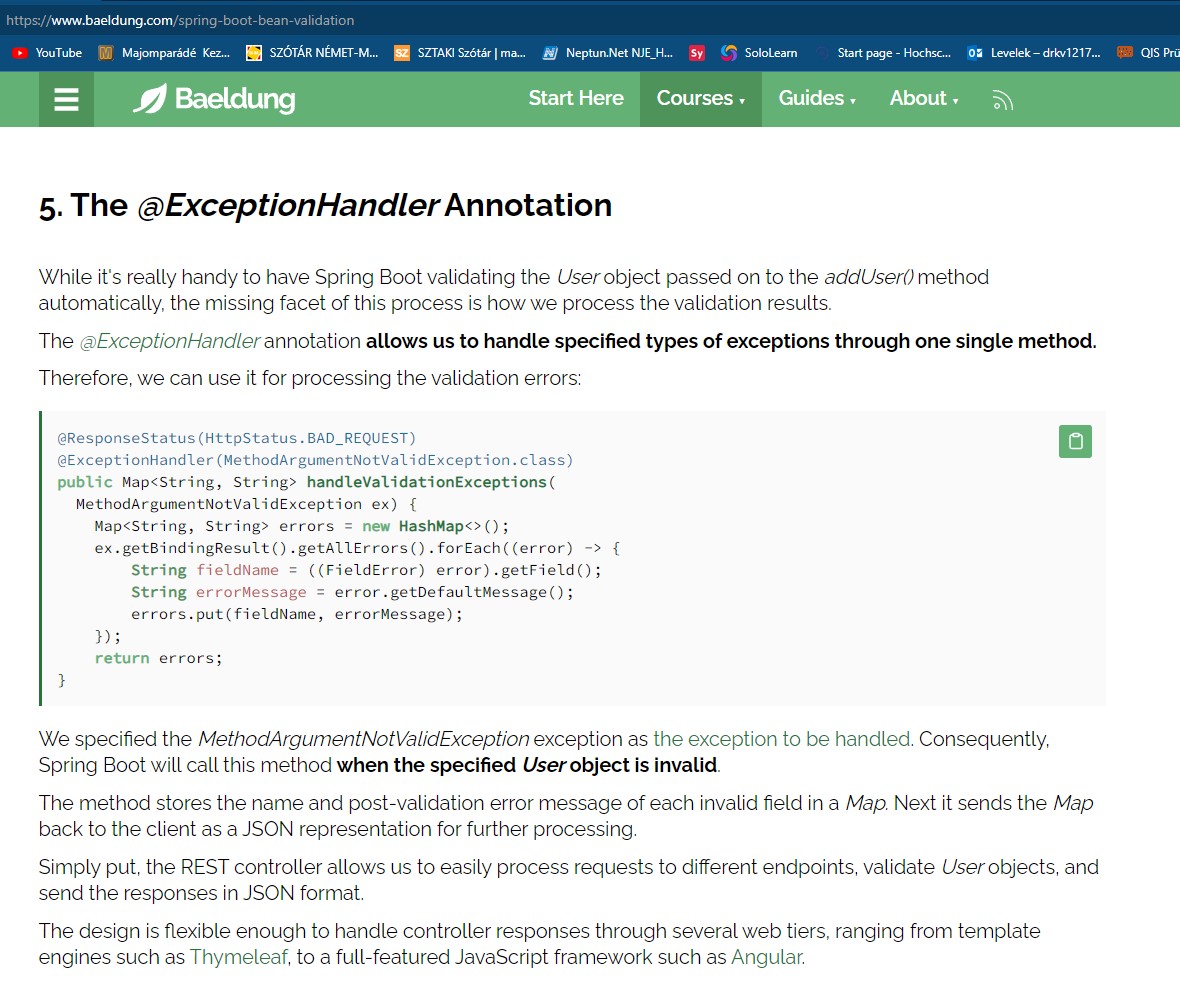 https://www.baeldung.com/spring-boot-bean-validation
YouTube Majomparádé Kez... SZÓTÁR NÉMET-M... SZTAKI Szótár | ma... Neptun.Net NJE_H... Sy SoloLearn Start page - Hochsc... Levelek – drkv1217... QIS Prü
Baeldung Start Here Courses ▾ Guides ▾ About ▾
5. The @ExceptionHandler Annotation
While it's really handy to have Spring Boot validating the User object passed on to the addUser() method
automatically, the missing facet of this process is how we process the validation results.
The @ExceptionHandler annotation allows us to handle specified types of exceptions through one single method.
Therefore, we can use it for processing the validation errors:
@ResponseStatus(HttpStatus.BAD_REQUEST)
@ExceptionHandler(MethodArgumentNotValidException.class)
public Map<String, String> handleValidationExceptions(
  MethodArgumentNotValidException ex) {
    Map<String, String> errors = new HashMap<>();
    ex.getBindingResult().getAllErrors().forEach((error) -> {
        String fieldName = ((FieldError) error).getField();
        String errorMessage = error.getDefaultMessage();
        errors.put(fieldName, errorMessage);
    });
    return errors;
}
We specified the MethodArgumentNotValidException exception as the exception to be handled. Consequently,
Spring Boot will call this method when the specified User object is invalid.
The method stores the name and post-validation error message of each invalid field in a Map. Next it sends the Map
back to the client as a JSON representation for further processing.
Simply put, the REST controller allows us to easily process requests to different endpoints, validate User objects, and
send the responses in JSON format.
The design is flexible enough to handle controller responses through several web tiers, ranging from template
engines such as Thymeleaf, to a full-featured JavaScript framework such as Angular.